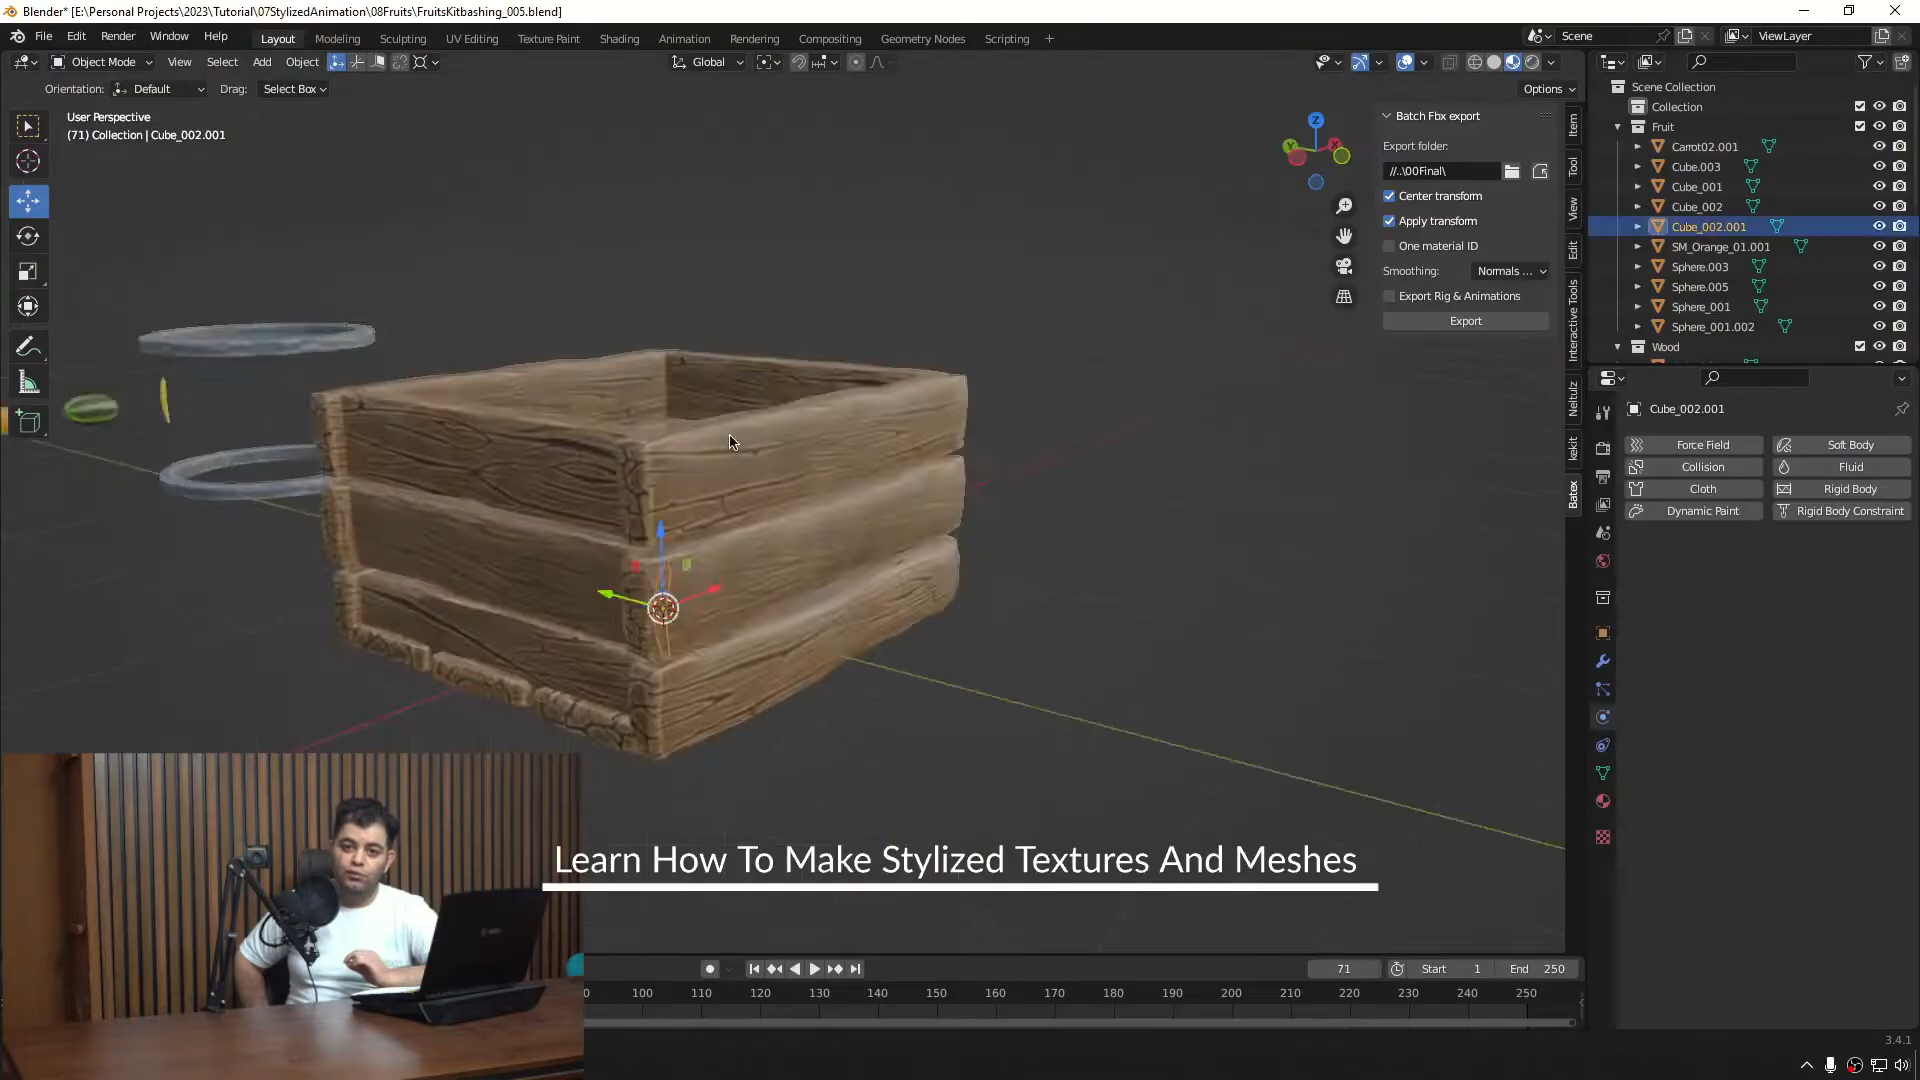 Blender* [E:\Personal Projects\2023\Tutorial\07StylizedAnimation\08Fruits\FruitsKitbashing_005.blend]
File Edit Render Window Help Layout Modeling Sculpting UV Editing Texture Paint Shading Animation Rendering Compositing Geometry Nodes Scripting +
Scene
ViewLayer
Object Mode View Select Add Object Global
Orientation: Default Drag: Select Box
Options
User Perspective
(71) Collection | Cube_002.001
Z
Y
X
Batch Fbx export
Export folder:
//..\00Final\
Center transform
Apply transform
One material ID
Smoothing: Normals ...
Export Rig & Animations
Export
Item
Tool
View
Edit
Interactive Tools
Neltulz
kekit
Batex
Scene Collection
Collection
Fruit
Carrot02.001
Cube.003
Cube_001
Cube_002
Cube_002.001
SM_Orange_01.001
Sphere.003
Sphere.005
Sphere_001
Sphere_001.002
Wood
Cube_002.001
Force Field Soft Body
Collision Fluid
Cloth Rigid Body
Dynamic Paint Rigid Body Constraint
Learn How To Make Stylized Textures And Meshes
71 Start 1 End 250
100 110 120 130 140 150 160 170 180 190 200 210 220 230 240 250
3.4.1